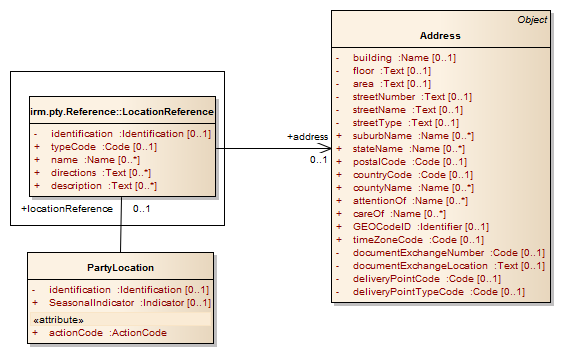 Object
Address
- building :Name [0..1]
- floor :Text [0..1]
- area :Text [0..1]
- streetNumber :Text [0..1]
- streetName :Text [0..1]
- streetType :Text [0..1]
+ suburbName :Name [0..*]
+ stateName :Name [0..*]
+ postalCode :Code [0..1]
+ countryCode :Code [0..1]
+ countyName :Name [0..*]
+ attentionOf :Name [0..*]
+ careOf :Name [0..*]
+ GEOCodeID :Identifier [0..1]
+ timeZoneCode :Code [0..1]
- documentExchangeNumber :Code [0..1]
- documentExchangeLocation :Text [0..1]
- deliveryPointCode :Code [0..1]
- deliveryPointTypeCode :Code [0..1]
irm.pty.Reference::LocationReference
- identification :Identification [0..1]
+ typeCode :Code [0..1]
+ name :Name [0..*]
+ directions :Text [0..*]
+ description :Text [0..*]
+address
0..1
+locationReference 0..1
PartyLocation
- identification :Identification [0..1]
+ SeasonalIndicator :Indicator [0..1]
«attribute»
+ actionCode :ActionCode